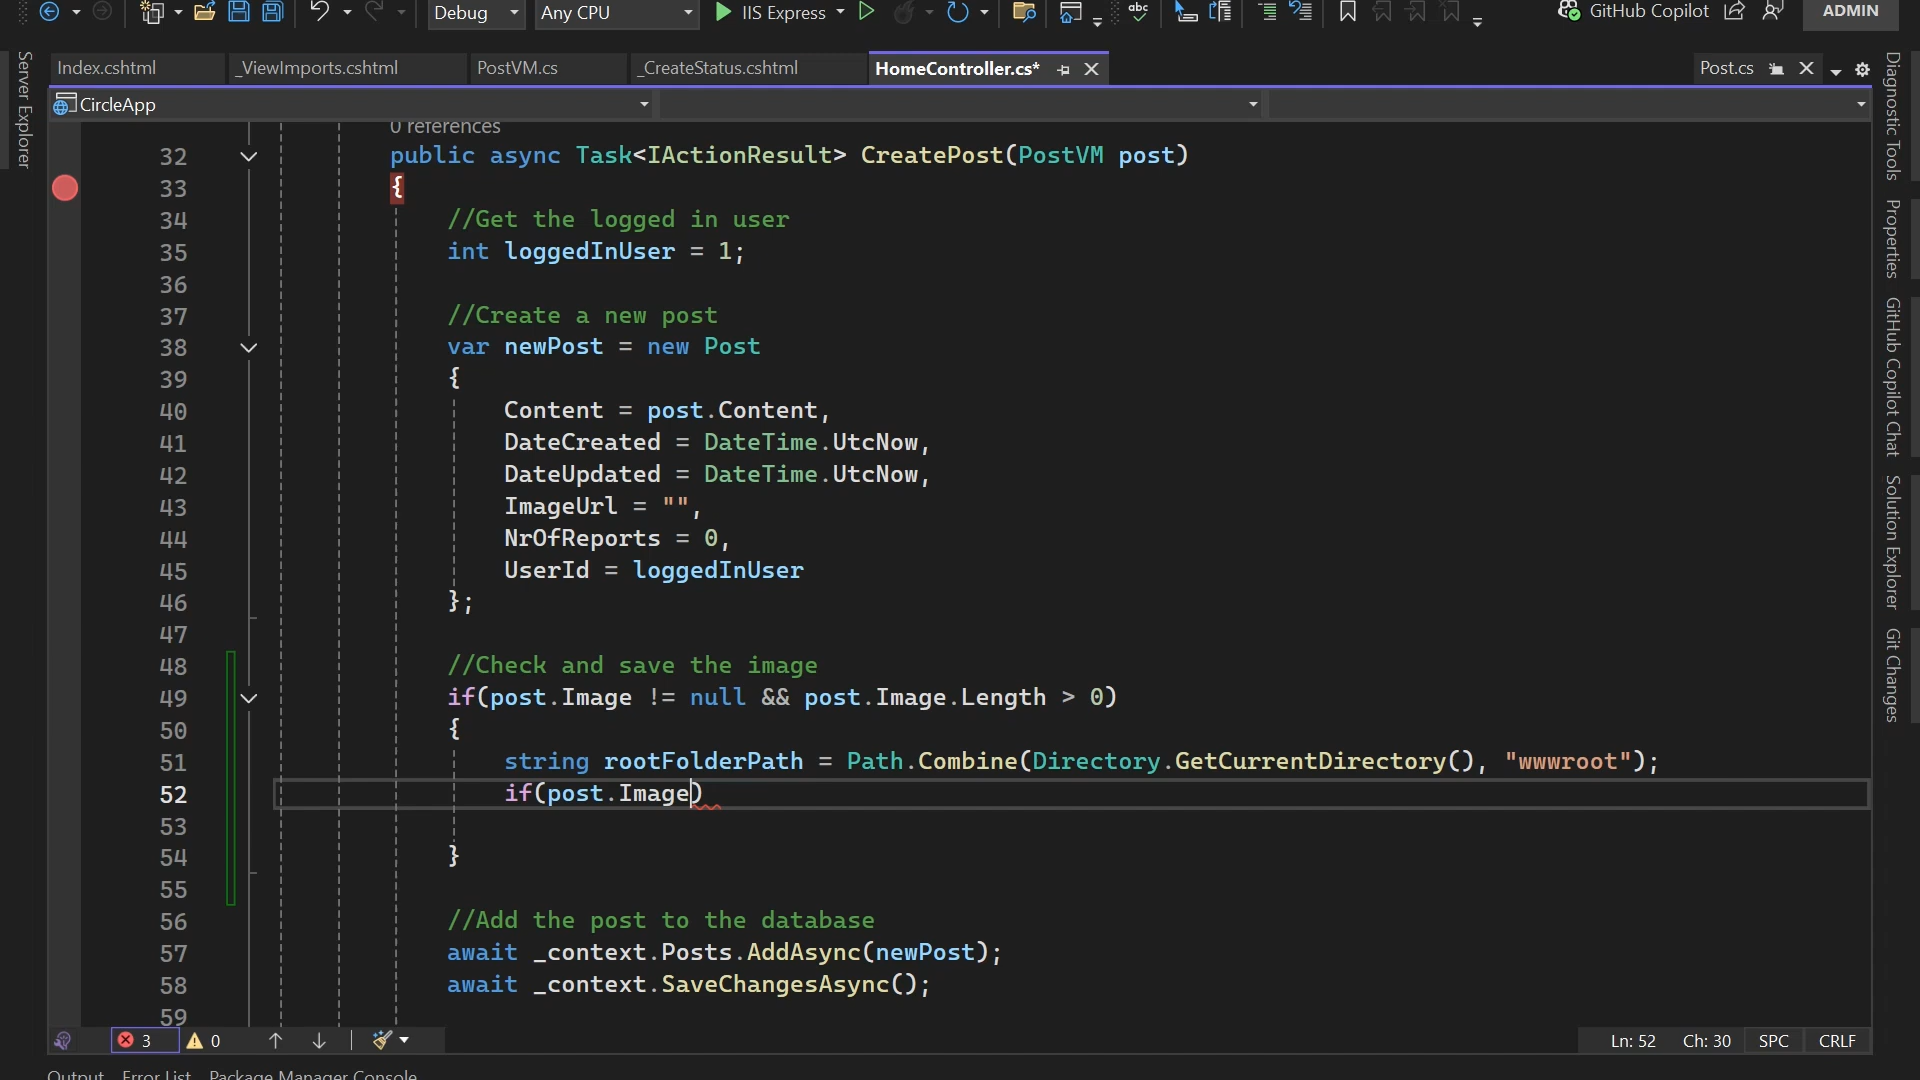 Debug
Any CPU
IIS Express
abc
GitHub Copilot
ADMIN
Index.cshtml
_ViewImports.cshtml
PostVM.cs
_CreateStatus.cshtml
HomeController.cs*
Post.cs
CircleApp
Server Explorer
Diagnostic Tools
Properties
GitHub Copilot Chat
Solution Explorer
Git Changes
0 references
32 public async Task<IActionResult> CreatePost(PostVM post)
33 {
34 //Get the logged in user
35 int loggedInUser = 1;
36
37 //Create a new post
38 var newPost = new Post
39 {
40 Content = post.Content,
41 DateCreated = DateTime.UtcNow,
42 DateUpdated = DateTime.UtcNow,
43 ImageUrl = "",
44 NrOfReports = 0,
45 UserId = loggedInUser
46 };
47
48 //Check and save the image
49 if(post.Image != null && post.Image.Length > 0)
50 {
51 string rootFolderPath = Path.Combine(Directory.GetCurrentDirectory(), "wwwroot");
52 if(post.Image)
53
54 }
55
56 //Add the post to the database
57 await _context.Posts.AddAsync(newPost);
58 await _context.SaveChangesAsync();
59
3
0
Ln: 52
Ch: 30
SPC
CRLF
Output
Error List
Package Manager Console